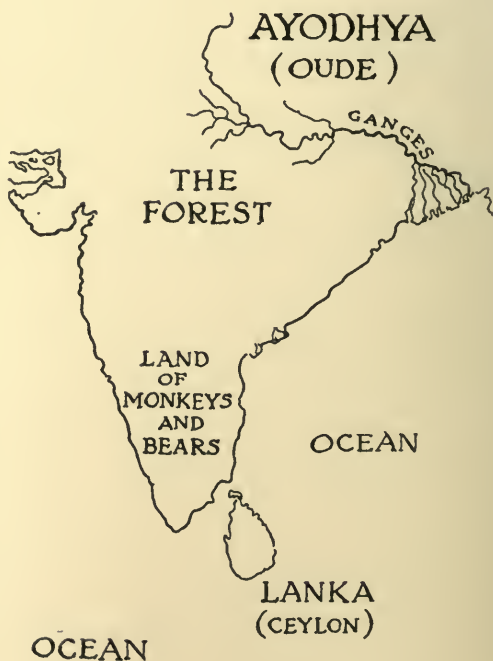 AYODHYA
(OUDE)
GANGES
THE
FOREST
LAND
OF
MONKEYS
AND
BEARS
OCEAN
LANKA
(CEYLON)
OCEAN